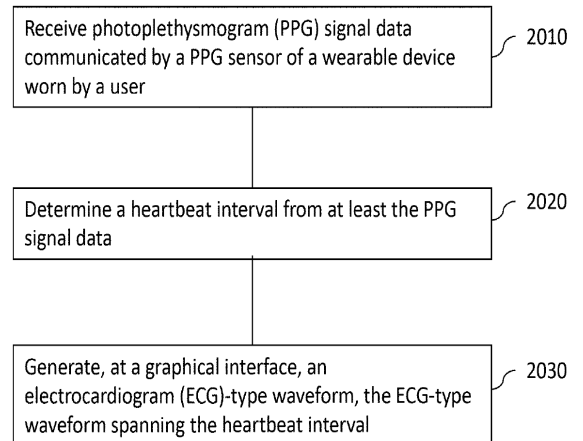 Receive photoplethysmogram (PPG) signal data
communicated by a PPG sensor of a wearable device
worn by a user
2010
Determine a heartbeat interval from at least the PPG
signal data
2020
Generate, at a graphical interface, an
electrocardiogram (ECG)-type waveform, the ECG-type
waveform spanning the heartbeat interval
2030